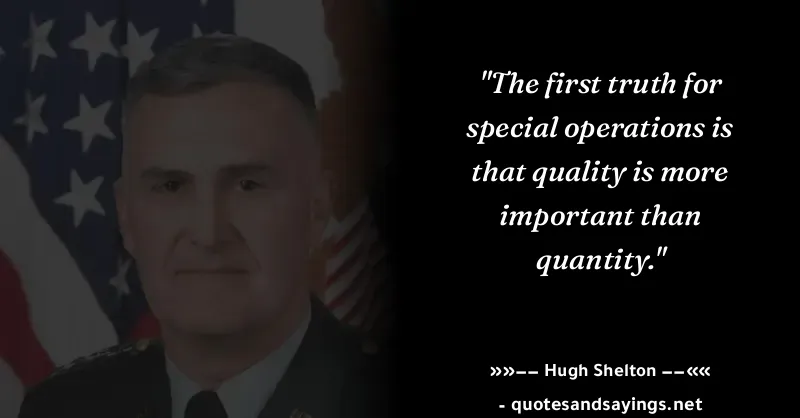 "The first truth for
special operations is
that quality is more
important than
quantity."
»»–– Hugh Shelton ––««
- quotesandsayings.net